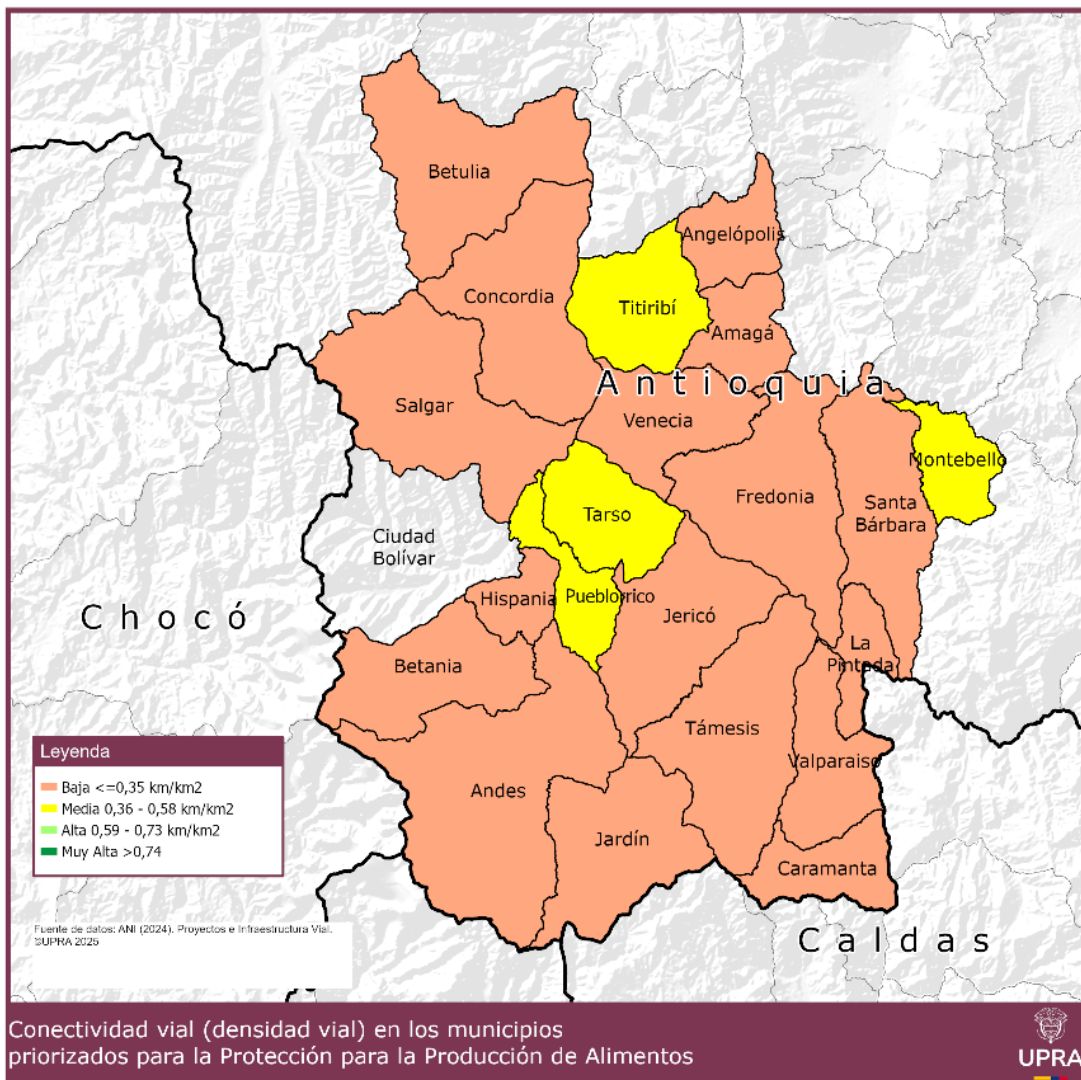 Betulia
Angelópolis
Concordia
Titiribí
Amagá
Antioquia
Salgar
Venecia
Montebello
Fredonia
Santa
Bárbara
Tarso
Ciudad
Bolívar
Hispania
Pueblorrico
Chocó
Jericó
La
Pintada
Betania
Támesis
Valparaiso
Leyenda
Baja <=0,35 km/km2
Media 0,36 - 0,58 km/km2
Alta 0,59 - 0,73 km/km2
Muy Alta >0,74
Andes
Jardín
Caramanta
Fuente de datos: ANI (2024). Proyectos e Infraestructura Vial.
©UPRA 2025
Caldas
Conectividad vial (densidad vial) en los municipios
priorizados para la Protección para la Producción de Alimentos
UPRA